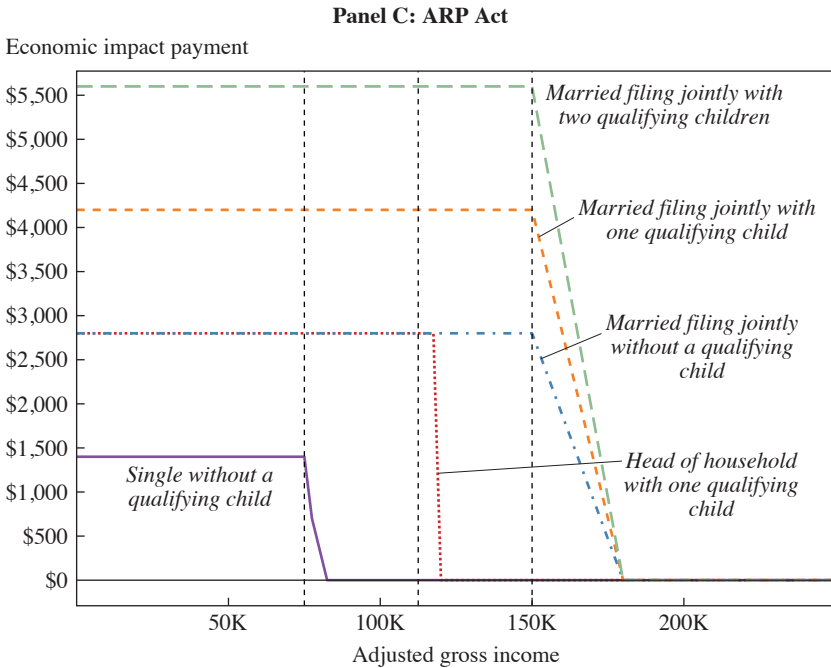 Panel C: ARP Act
Economic impact payment
$5,500
$5,000
$4,500
$4,000
$3,500
$3,000
$2,500
$2,000
$1,500
$1,000
$500
$0
Married filing jointly with
two qualifying children
Married filing jointly with
one qualifying child
Married filing jointly
without a qualifying
child
Single without a
qualifying child
Head of household
with one qualifying
child
50K
100K
150K
200K
Adjusted gross income